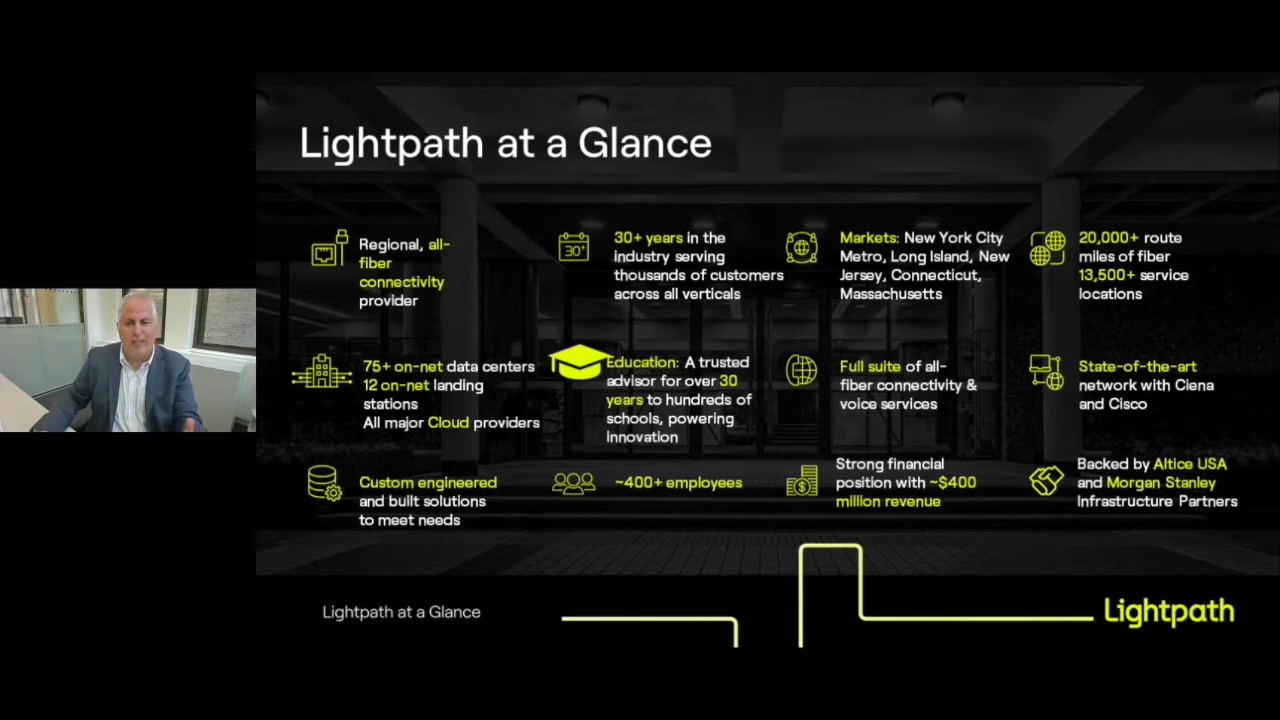 Lightpath at a Glance
Regional, all-
fiber
connectivity
provider
30+
30+ years in the
industry serving
thousands of customers
across all verticals
Markets: New York City
Metro, Long Island, New
Jersey, Connecticut,
Massachusetts
20,000+ route
miles of fiber
13,500+ service
locations
75+ on-net data centers
12 on-net landing
stations
All major Cloud providers
Education: A trusted
advisor for over 30
years to hundreds of
schools, powering
innovation
Full suite of all-
fiber connectivity &
voice services
State-of-the-art
network with Ciena
and Cisco
Custom engineered
and built solutions
to meet needs
~400+ employees
Strong financial
position with ~$400
million revenue
Backed by Altice USA
and Morgan Stanley
Infrastructure Partners
Lightpath at a Glance
Lightpath